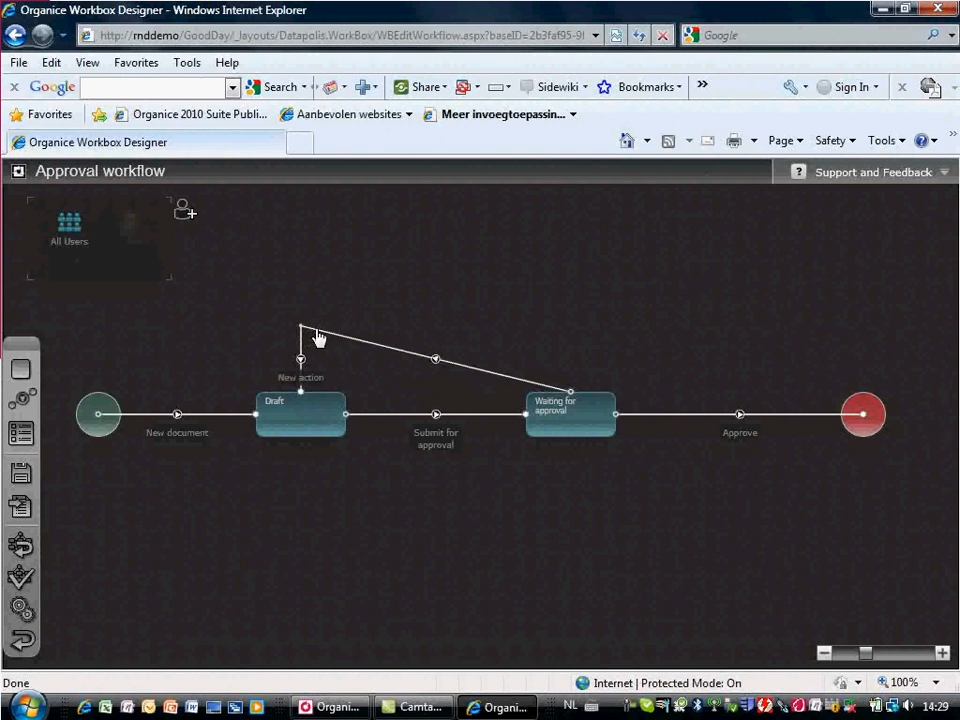 Organice Workbox Designer - Windows Internet Explorer
http://rnddemo/GoodDay/_layouts/Datapolis.WorkBox/WBEditWorkflow.aspx?baseID=2b3faf95-9f
Google
File Edit View Favorites Tools Help
Google Search Share Sidewiki Bookmarks Sign In
Favorites Organice 2010 Suite Publi... Aanbevolen websites Meer invoegtoepassin...
Organice Workbox Designer Page Safety Tools
Approval workflow Support and Feedback
All Users
New action
Draft
Waiting for
approval
New document
Submit for
approval
Approve
Done Internet | Protected Mode: On 100%
Organi... Camta... Organi... NL 14:29